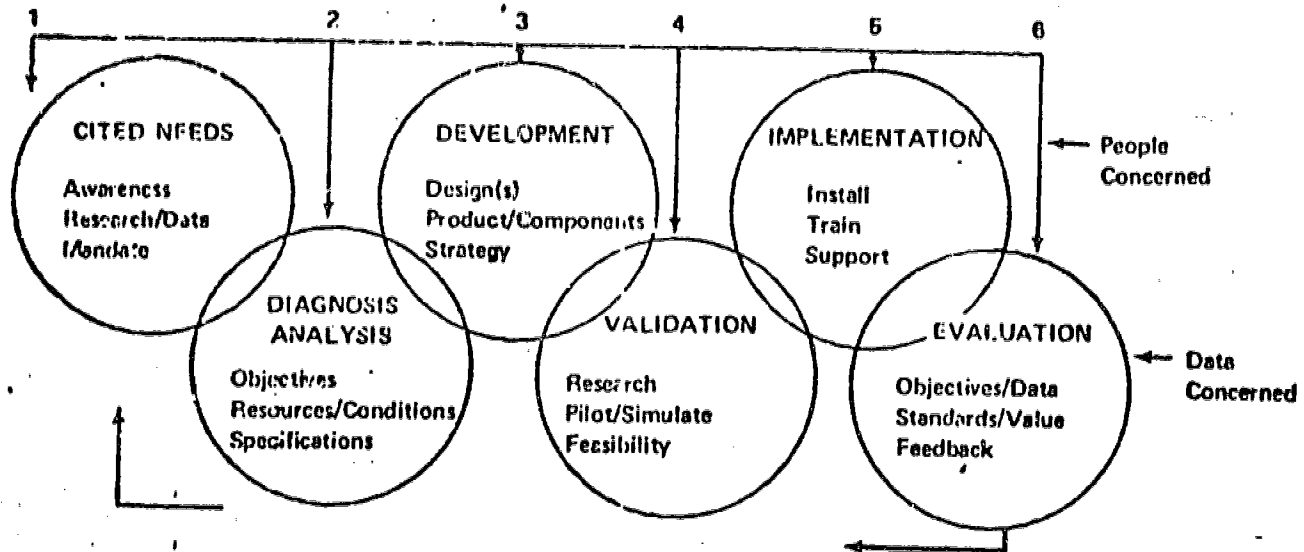 1 2 3 4 5 6
CITED NEEDS
Awareness
Research/Data
Mandate
DIAGNOSIS
ANALYSIS
Objectives
Resources/Conditions
Specifications
DEVELOPMENT
Design(s)
Product/Components
Strategy
VALIDATION
Research
Pilot/Simulate
Feasibility
IMPLEMENTATION
Install
Train
Support
EVALUATION
Objectives/Data
Standards/Value
Feedback
People
Concerned
Data
Concerned